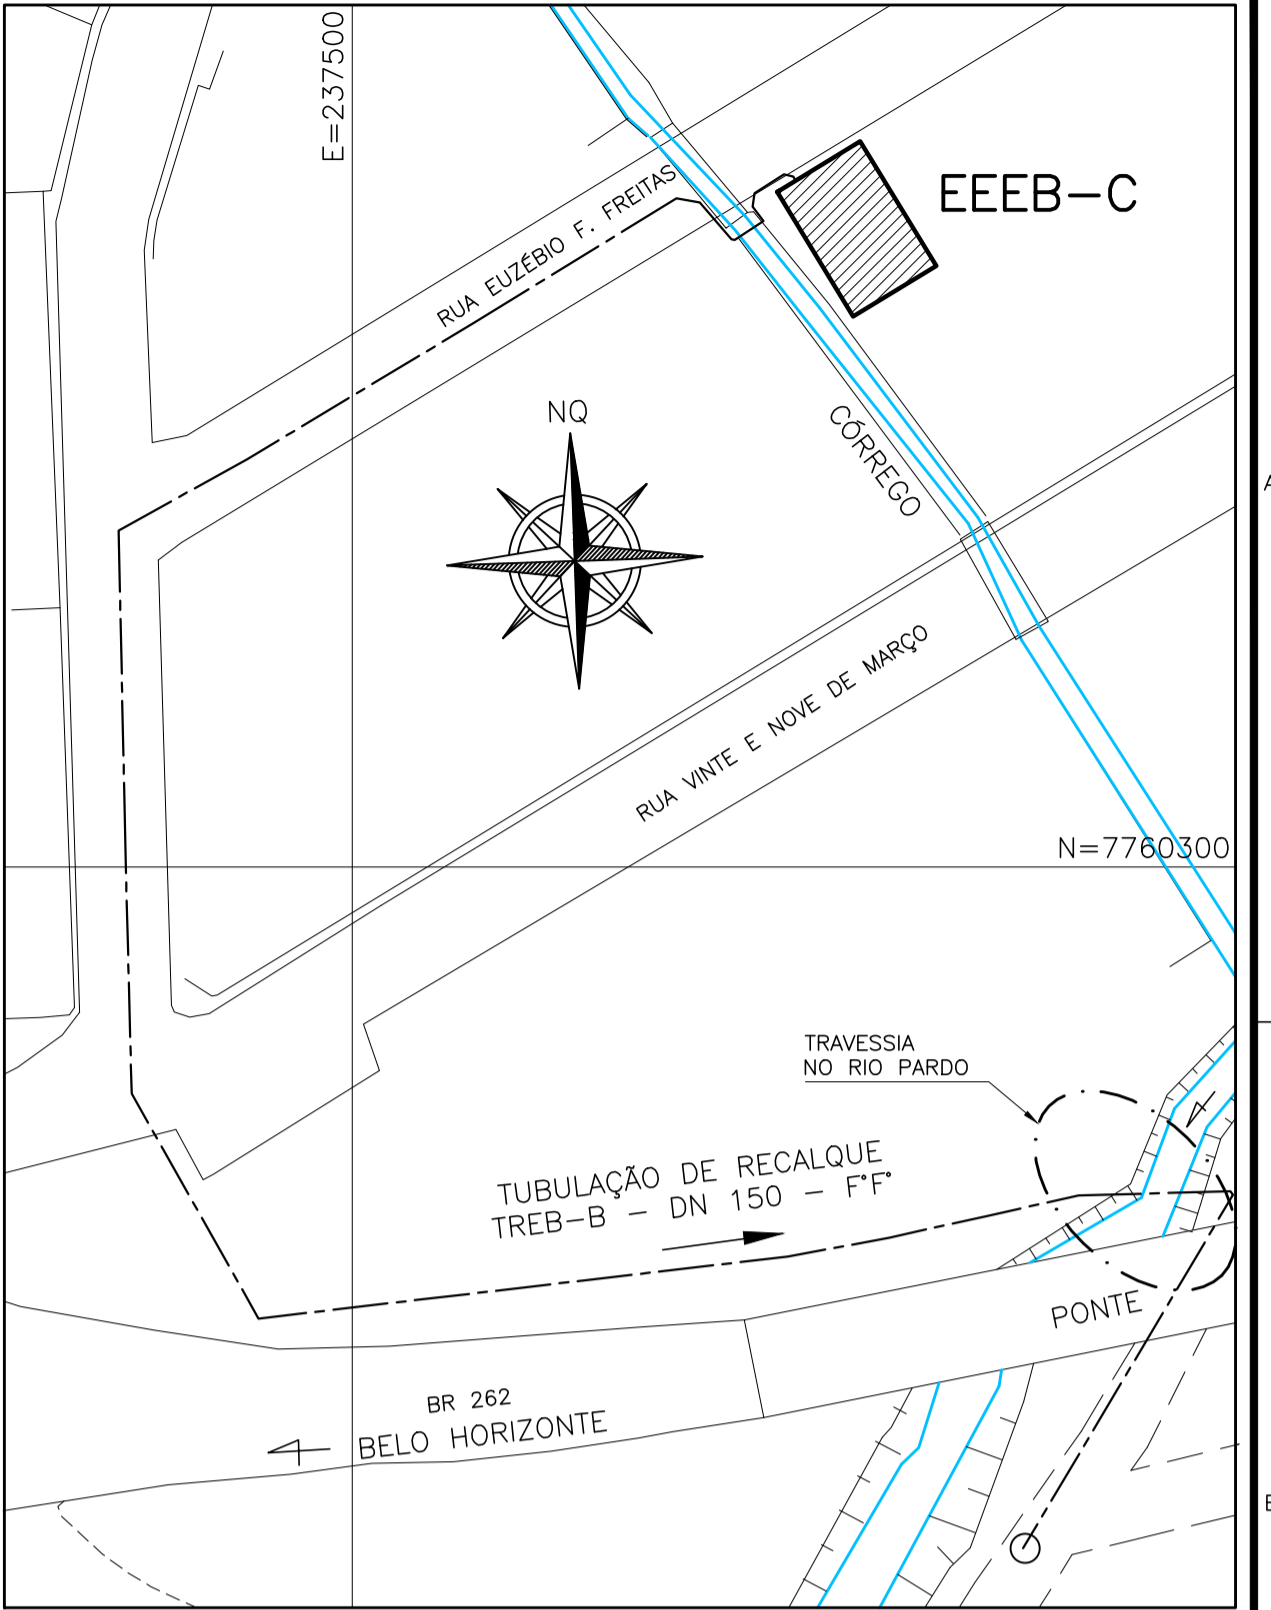 E=237500
EEEB-C
RUA EUZÉBIO F. FREITAS
NQ
CÓRREGO
A
RUA VINTE E NOVE DE MARÇO
N=7760300
TRAVESSIA
NO RIO PARDO
TUBULAÇÃO DE RECALQUE
TREB-B - DN 150 - F°F°
PONTE
BR 262
BELO HORIZONTE